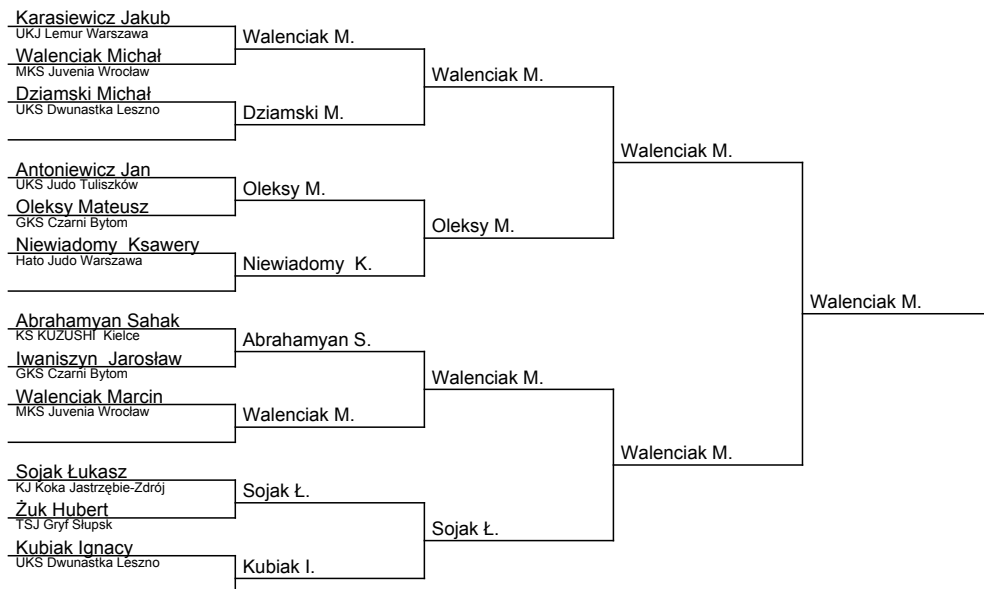 Karasiewicz Jakub
UKJ Lemur Warszawa
Walenciak M.
Walenciak Michał
MKS Juvenia Wrocław
Walenciak M.
Dziamski Michał
UKS Dwunastka Leszno
Dziamski M.
Walenciak M.
Antoniewicz Jan
UKS Judo Tuliszków
Oleksy M.
Oleksy Mateusz
GKS Czarni Bytom
Oleksy M.
Niewiadomy  Ksawery
Hato Judo Warszawa
Niewiadomy  K.
Walenciak M.
Abrahamyan Sahak
KS KUZUSHI  Kielce
Abrahamyan S.
Iwaniszyn  Jarosław
GKS Czarni Bytom
Walenciak M.
Walenciak Marcin
MKS Juvenia Wrocław
Walenciak M.
Walenciak M.
Sojak Łukasz
KJ Koka Jastrzębie-Zdrój
Sojak Ł.
Żuk Hubert
TSJ Gryf Słupsk
Sojak Ł.
Kubiak Ignacy
UKS Dwunastka Leszno
Kubiak I.